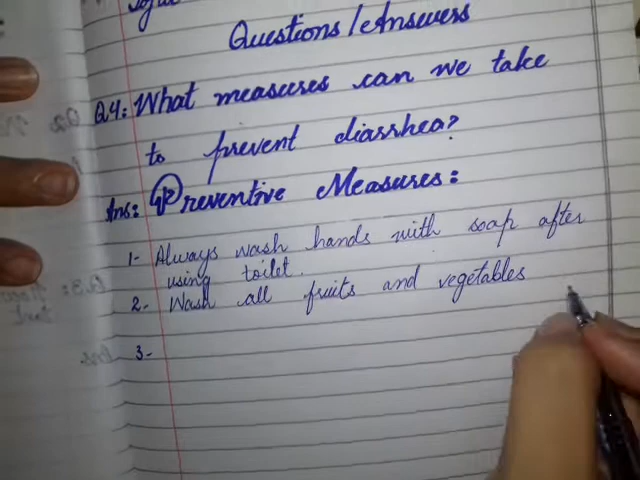 Questions/Answers
Q4: What measures can we take
to prevent diarrhea?
Ans: Preventive Measures:
1- Always wash hands with soap after
using toilet.
2. Wash all fruits and vegetables
3-